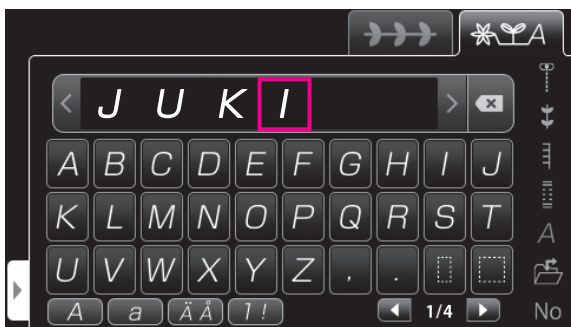 A
J U K I
A B C D E F G H I J
K L M N O P Q R S T
U V W X Y Z , .
A
A a Ä Å 1 ! 1/4 No